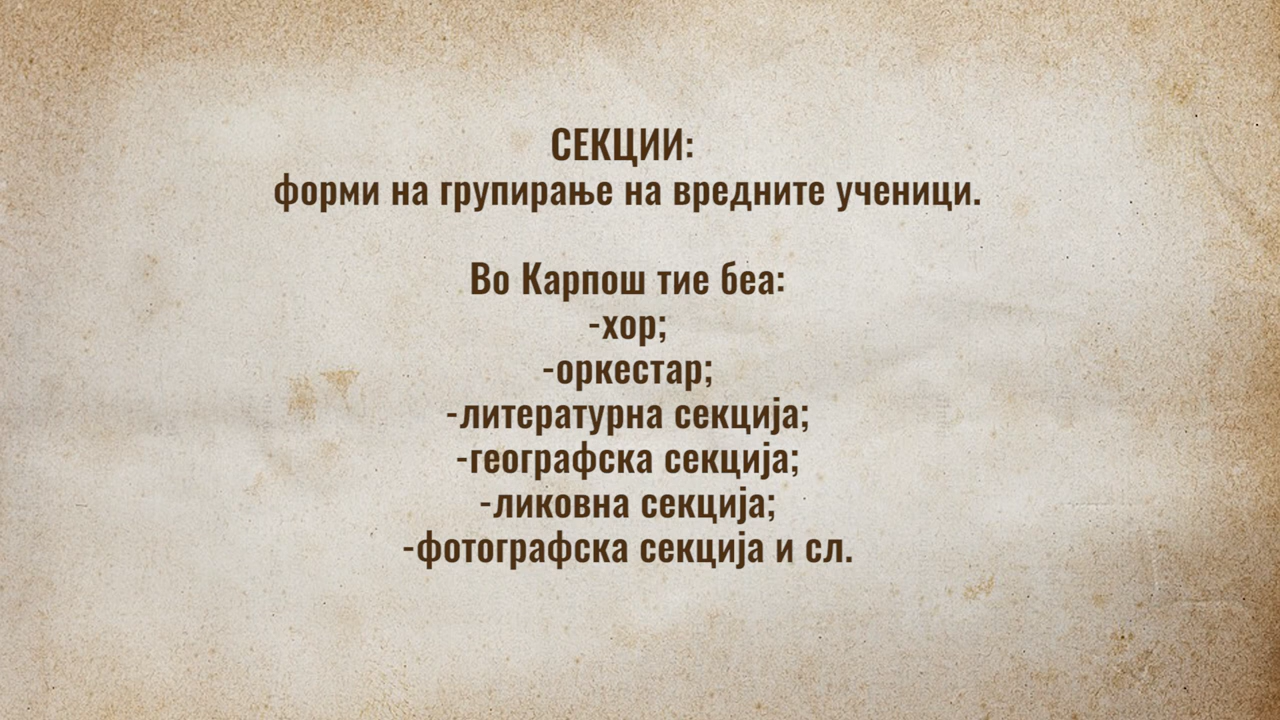 СЕКЦИИ:
форми на групирање на вредните ученици.
Во Карпош тие беа:
-хор;
-оркестар;
-литературна секција;
-географска секција;
-ликовна секција;
-фотографска секција и сл.